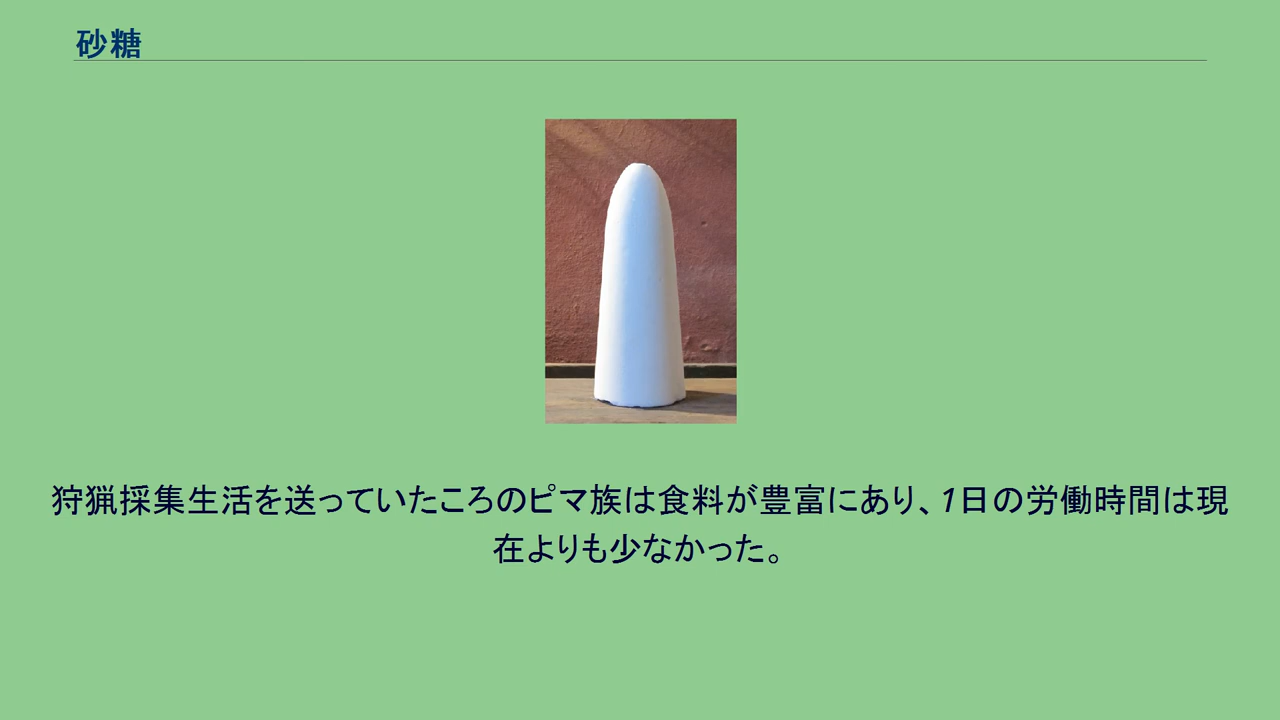 砂糖
狩猟採集生活を送っていたころのピマ族は食料が豊富にあり、1日の労働時間は現
在よりも少なかった。